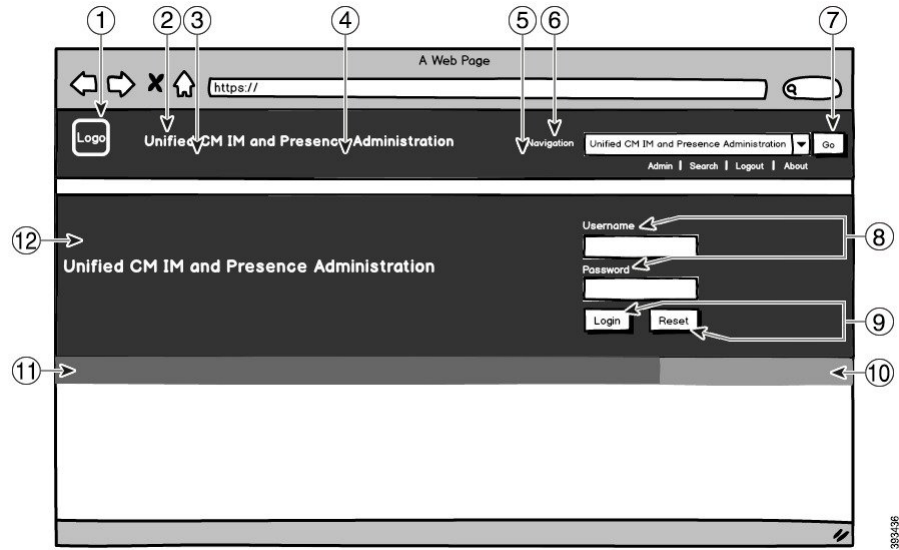 1 2 3 4 5 6 7
A Web Page
https://
Logo
Unified CM IM and Presence Administration
Navigation
Unified CM IM and Presence Administration
Go
Admin | Search | Logout | About
12
Unified CM IM and Presence Administration
Username
8
Password
Login
Reset
9
11
10
393436